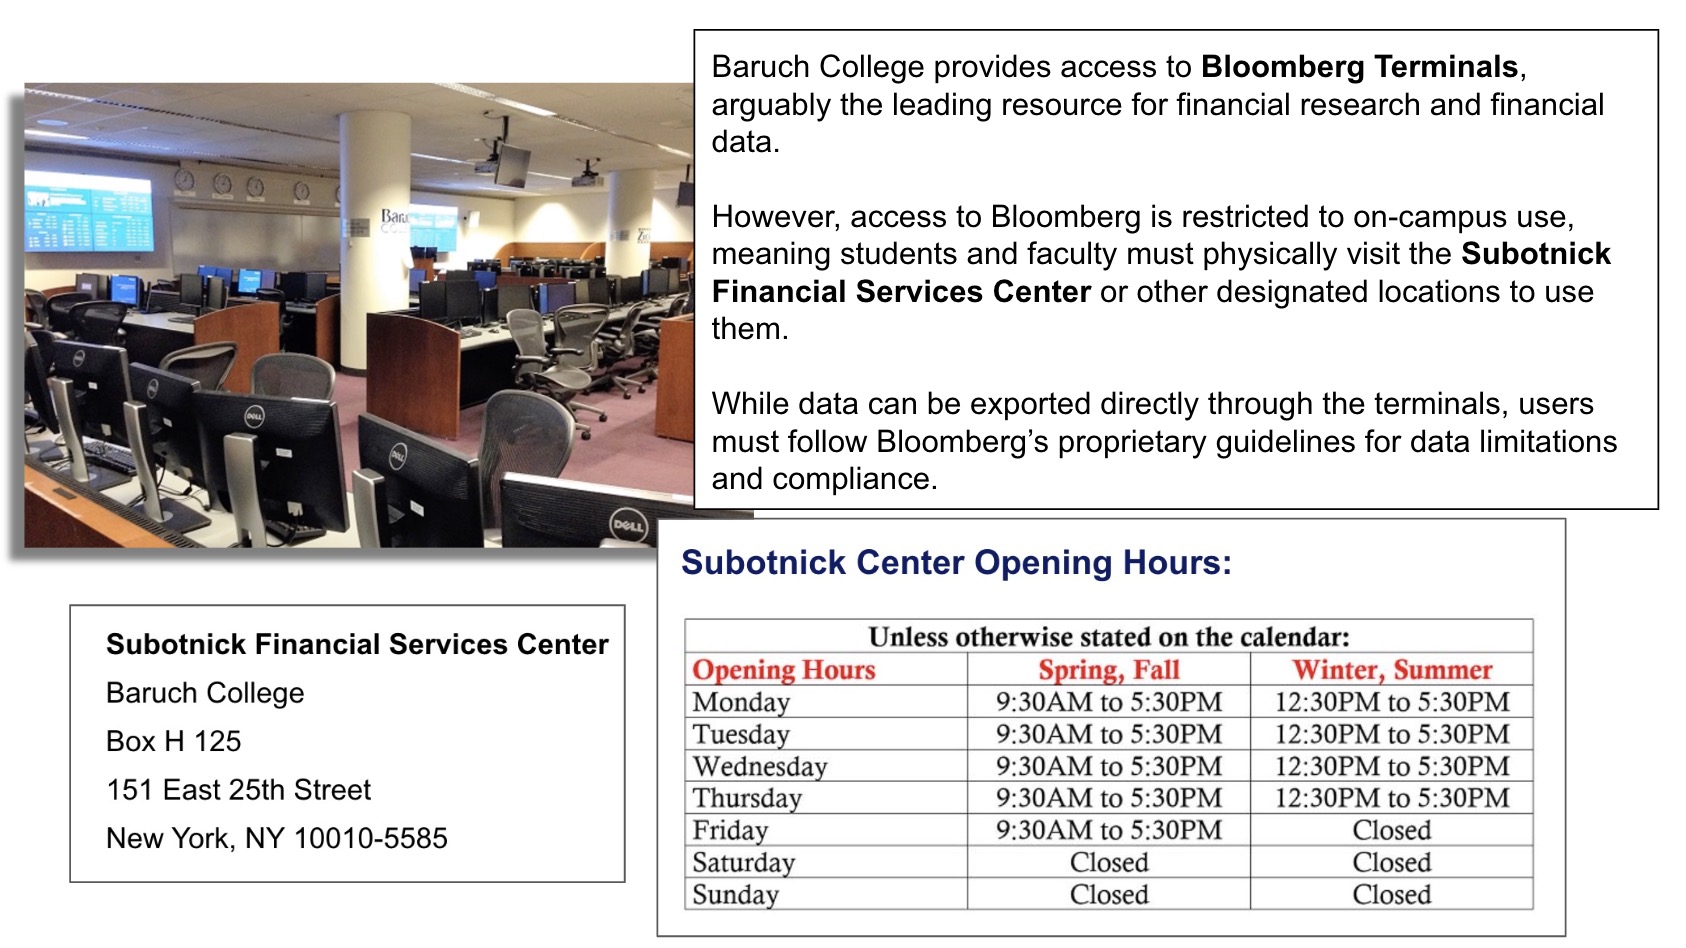 Baruch College provides access to Bloomberg Terminals,
arguably the leading resource for financial research and financial
data.
However, access to Bloomberg is restricted to on-campus use,
meaning students and faculty must physically visit the Subotnick
Financial Services Center or other designated locations to use
them.
While data can be exported directly through the terminals, users
must follow Bloomberg’s proprietary guidelines for data limitations
and compliance.
DELL
DELL
DELL
DELL
DELL
Subotnick Center Opening Hours:
Unless otherwise stated on the calendar:
Opening Hours Spring, Fall Winter, Summer
Monday 9:30AM to 5:30PM 12:30PM to 5:30PM
Tuesday 9:30AM to 5:30PM 12:30PM to 5:30PM
Wednesday 9:30AM to 5:30PM 12:30PM to 5:30PM
Thursday 9:30AM to 5:30PM 12:30PM to 5:30PM
Friday 9:30AM to 5:30PM Closed
Saturday Closed Closed
Sunday Closed Closed
Subotnick Financial Services Center
Baruch College
Box H 125
151 East 25th Street
New York, NY 10010-5585